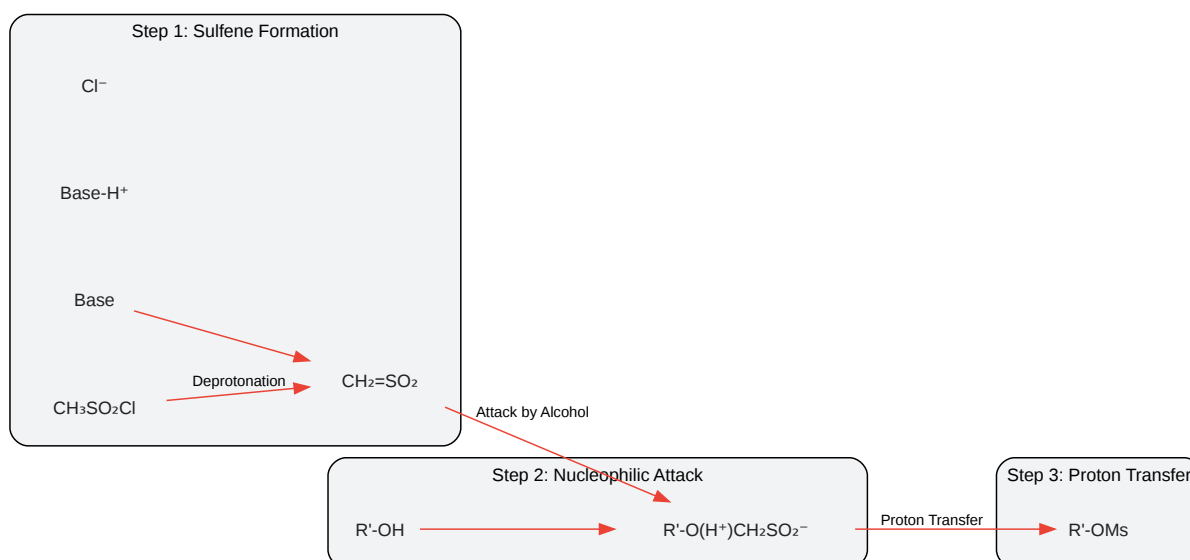 Step 1: Sulfene Formation
Cl⁻
Base-H⁺
Base
Deprotonation
CH₂=SO₂
CH₃SO₂Cl
Attack by Alcohol
Step 2: Nucleophilic Attack
Step 3: Proton Transfer
R'-OH
R'-O(H⁺)CH₂SO₂⁻
Proton Transfer
R'-OMs